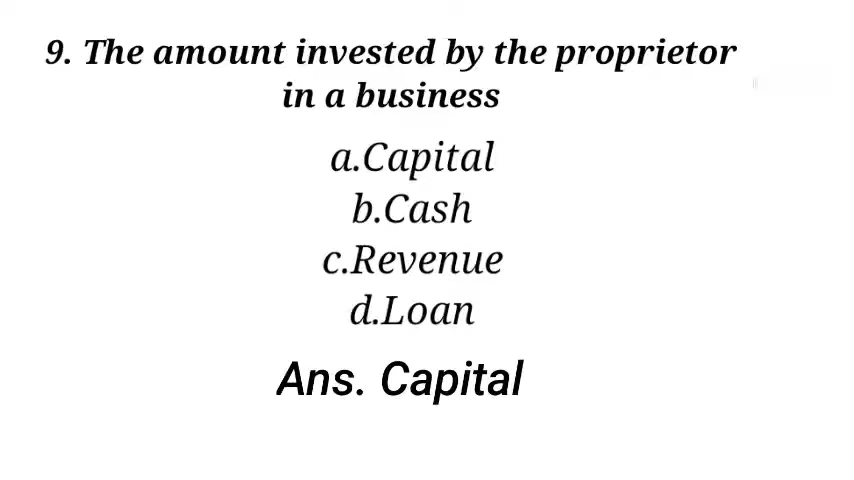 9. The amount invested by the proprietor
in a business
a.Capital
b.Cash
c.Revenue
d.Loan
Ans. Capital